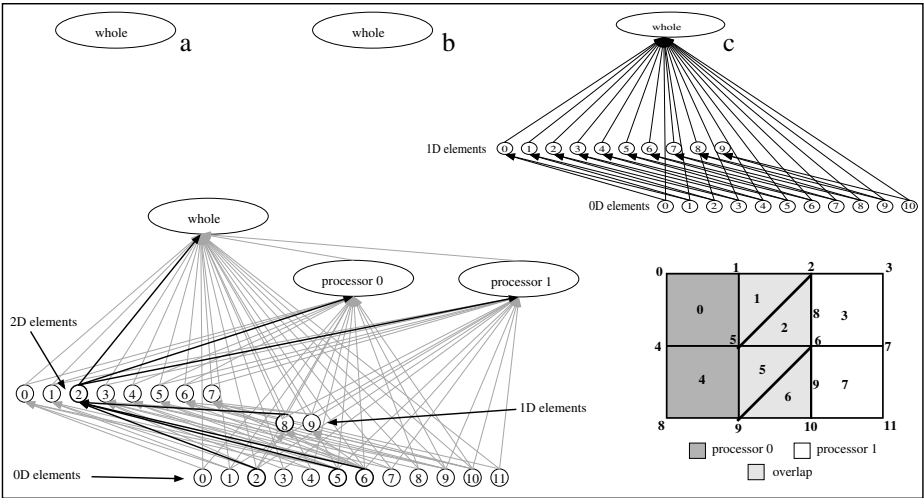 whole a
whole b
whole c
1D elements 0 1 2 3 4 5 6 7 8 9
0D elements 0 1 2 3 4 5 6 7 8 9 10
whole
processor 0 processor 1
2D elements
0 1 2 3 4 5 6 7
8 9 1D elements
0D elements 0 1 2 3 4 5 6 7 8 9 10 11
0 1 2 3
0 1 2 8 3
4 5 6 7
4 5 6 9 7
8 9 10 11
processor 0 processor 1
overlap